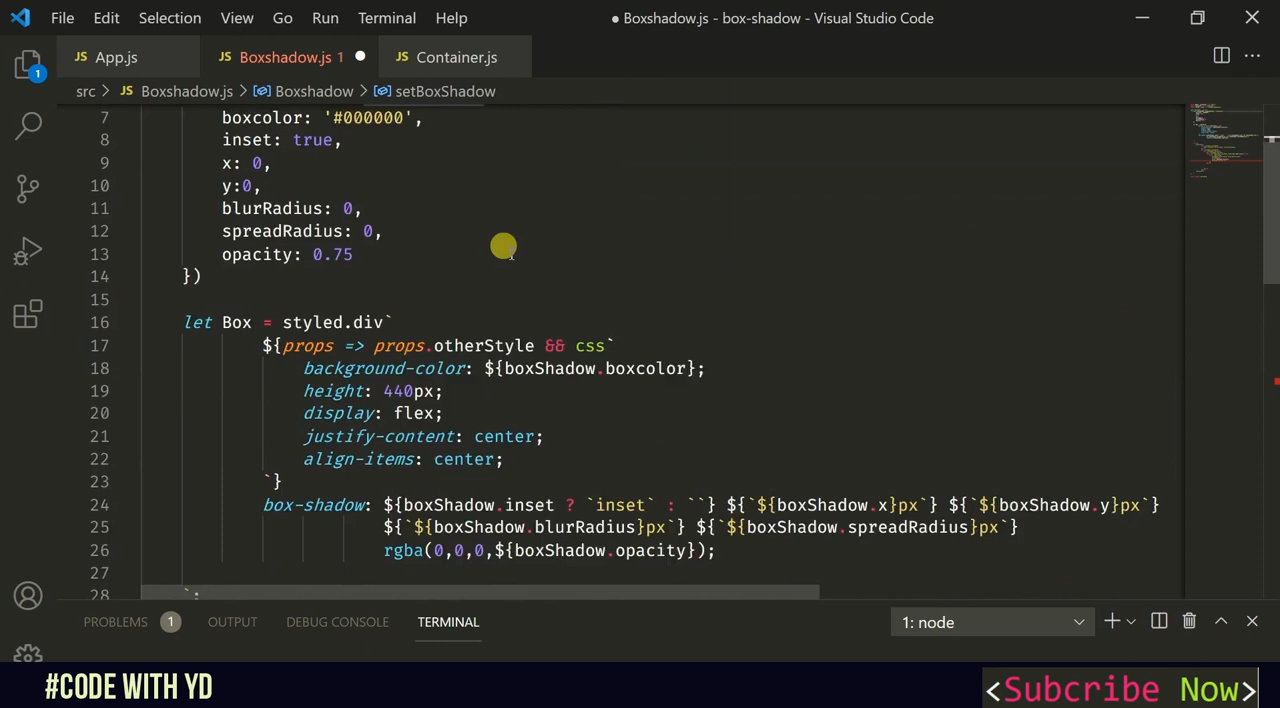 File Edit Selection View Go Run Terminal Help ● Boxshadow.js - box-shadow - Visual Studio Code
JS App.js JS Boxshadow.js 1 ● JS Container.js
src > JS Boxshadow.js > Boxshadow > setBoxShadow
1
7 boxcolor: '#000000',
8 inset: true,
9 x: 0,
10 y:0,
11 blurRadius: 0,
12 spreadRadius: 0,
13 opacity: 0.75
14 })
15
16 let Box = styled.div`
17 ${props => props.otherStyle && css`
18 background-color: ${boxShadow.boxcolor};
19 height: 440px;
20 display: flex;
21 justify-content: center;
22 align-items: center;
23 `}
24 box-shadow: ${boxShadow.inset ? `inset` : ``} ${`${boxShadow.x}px`} ${`${boxShadow.y}px`}
25 ${`${boxShadow.blurRadius}px`} ${`${boxShadow.spreadRadius}px`}
26 rgba(0,0,0,${boxShadow.opacity});
27
28 `;
PROBLEMS 1 OUTPUT DEBUG CONSOLE TERMINAL 1: node
#CODE WITH YD
<Subcribe Now>